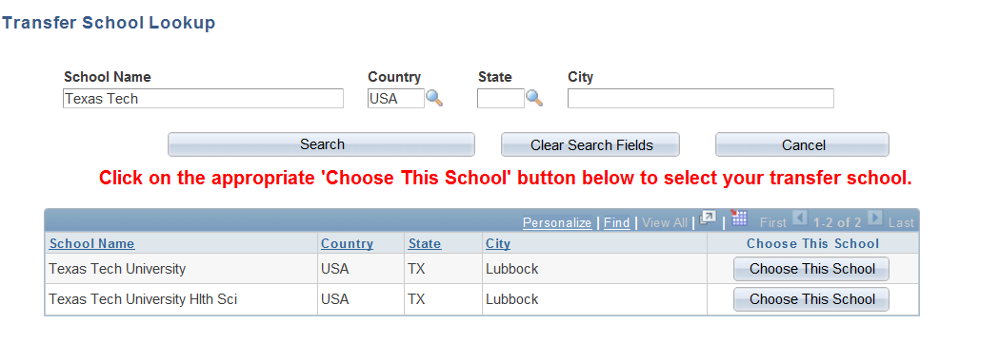 Transfer School Lookup
School Name Country State City
Texas Tech USA
Search Clear Search Fields Cancel
Click on the appropriate 'Choose This School' button below to select your transfer school.
Personalize | Find | View All | | First 1-2 of 2 Last
School Name Country State City Choose This School
Texas Tech University USA TX Lubbock Choose This School
Texas Tech University Hlth Sci USA TX Lubbock Choose This School